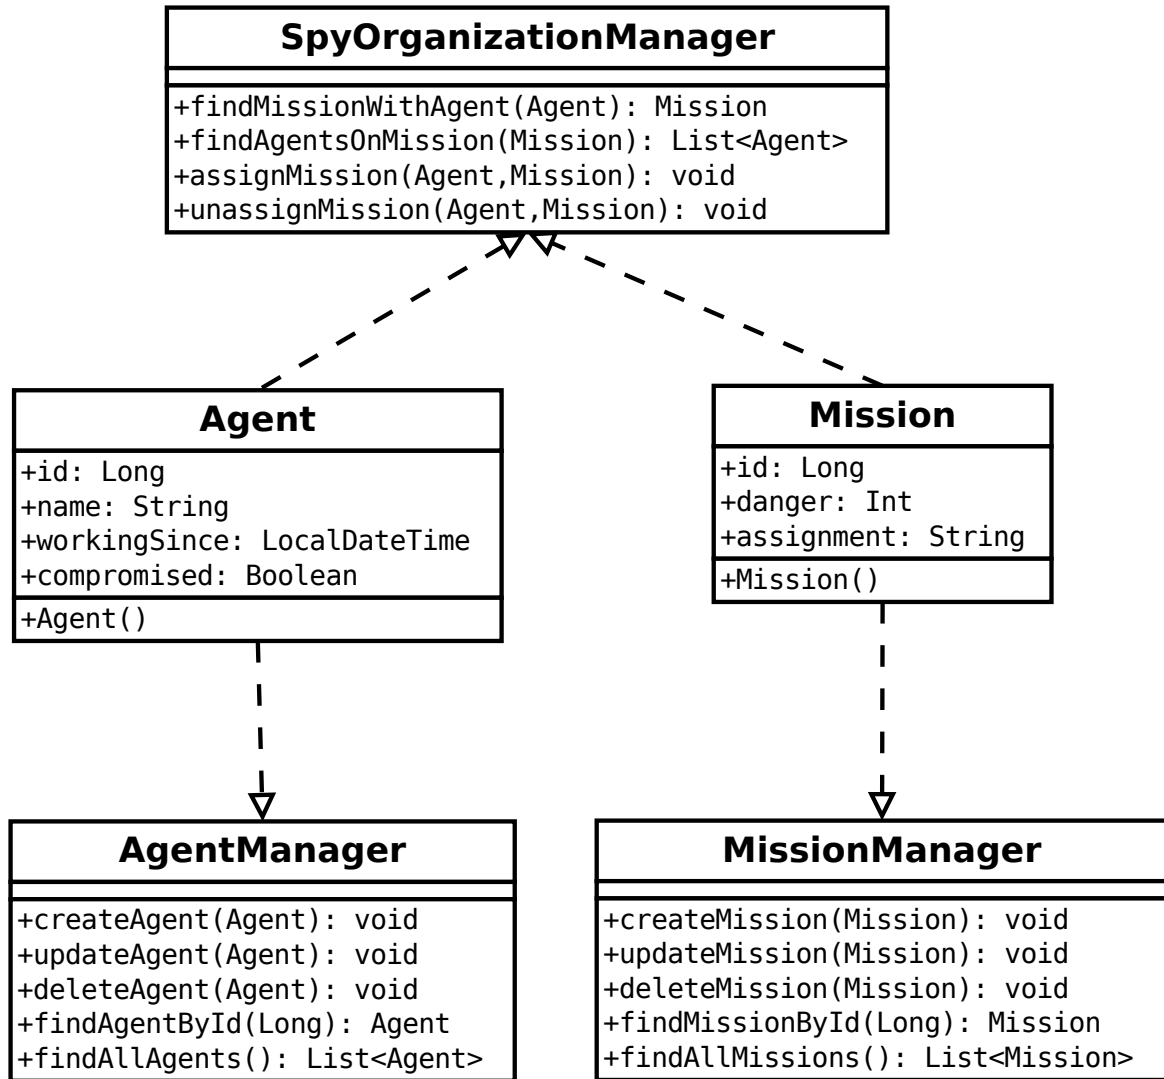 SpyOrganizationManager
+findMissionWithAgent(Agent): Mission
+findAgentsOnMission(Mission): List<Agent>
+assignMission(Agent,Mission): void
+unassignMission(Agent,Mission): void
Agent
+id: Long
+name: String
+workingSince: LocalDateTime
+compromised: Boolean
+Agent()
Mission
+id: Long
+danger: Int
+assignment: String
+Mission()
AgentManager
+createAgent(Agent): void
+updateAgent(Agent): void
+deleteAgent(Agent): void
+findAgentById(Long): Agent
+findAllAgents(): List<Agent>
MissionManager
+createMission(Mission): void
+updateMission(Mission): void
+deleteMission(Mission): void
+findMissionById(Long): Mission
+findAllMissions(): List<Mission>